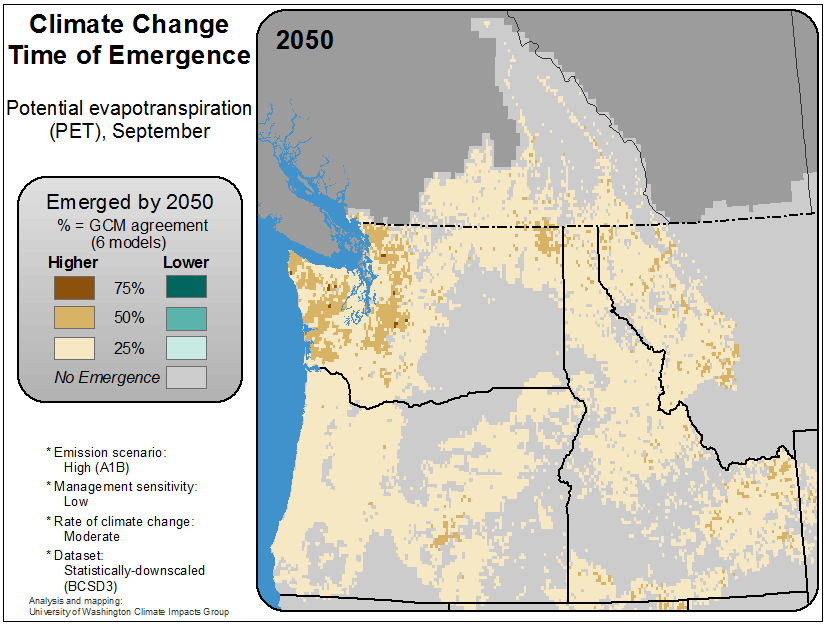 Climate Change
Time of Emergence
Potential evapotranspiration
(PET), September
Emerged by 2050
% = GCM agreement
(6 models)
Higher Lower
75%
50%
25%
No Emergence
* Emission scenario:
High (A1B)
* Management sensitivity:
Low
* Rate of climate change:
Moderate
* Dataset:
Statistically-downscaled
(BCSD3)
Analysis and mapping:
University of Washington Climate Impacts Group
2050